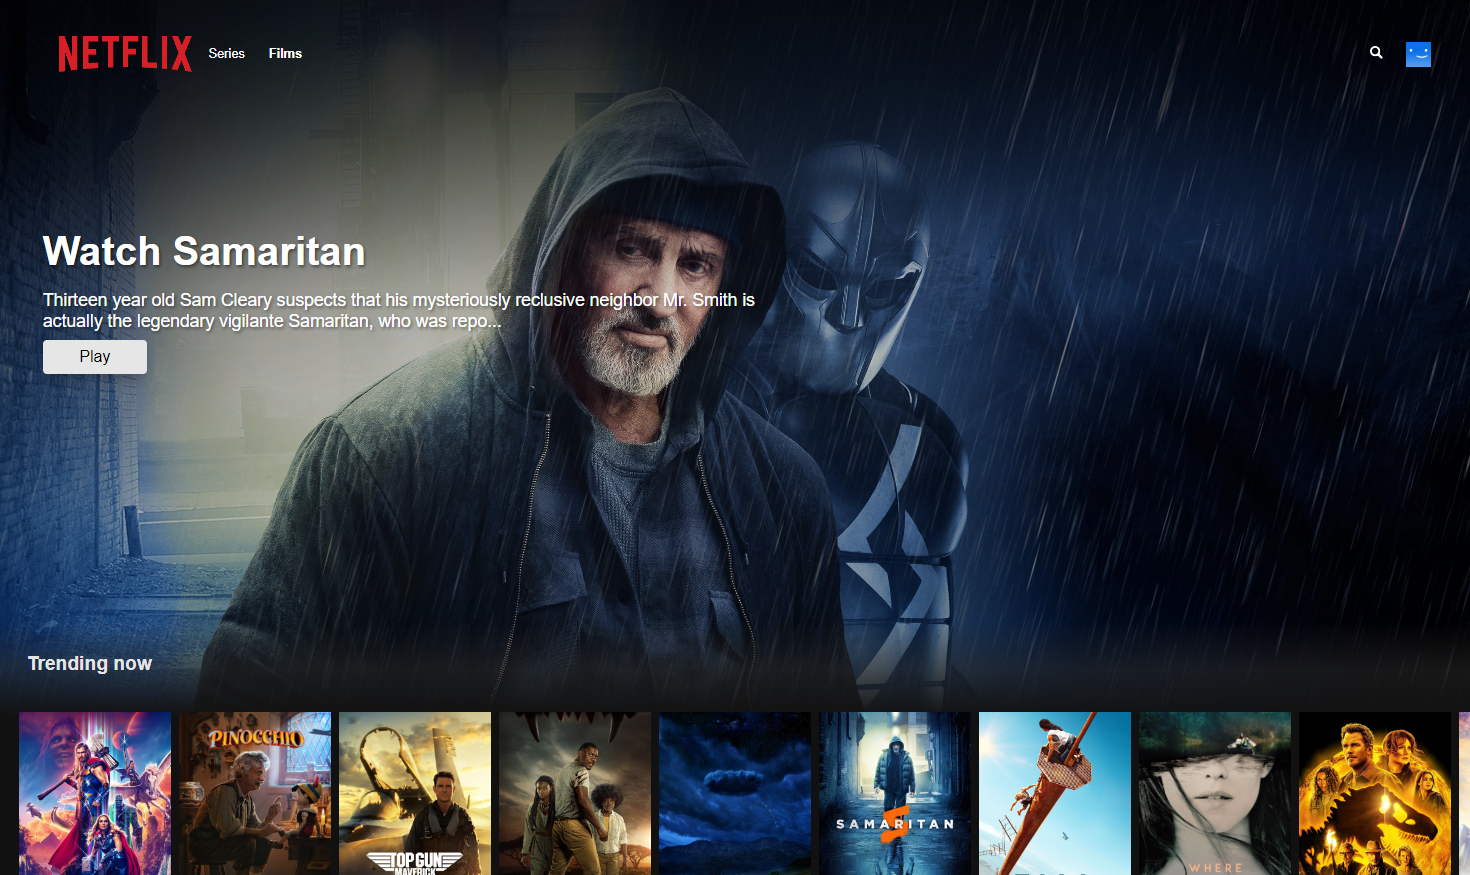 NETFLIX
Series
Films
Watch Samaritan
Thirteen year old Sam Cleary suspects that his mysteriously reclusive neighbor Mr. Smith is
actually the legendary vigilante Samaritan, who was repo...
Play
Trending now
PINOCCHIO
TOP GUN
MAVERICK
SAMARITAN
WHERE